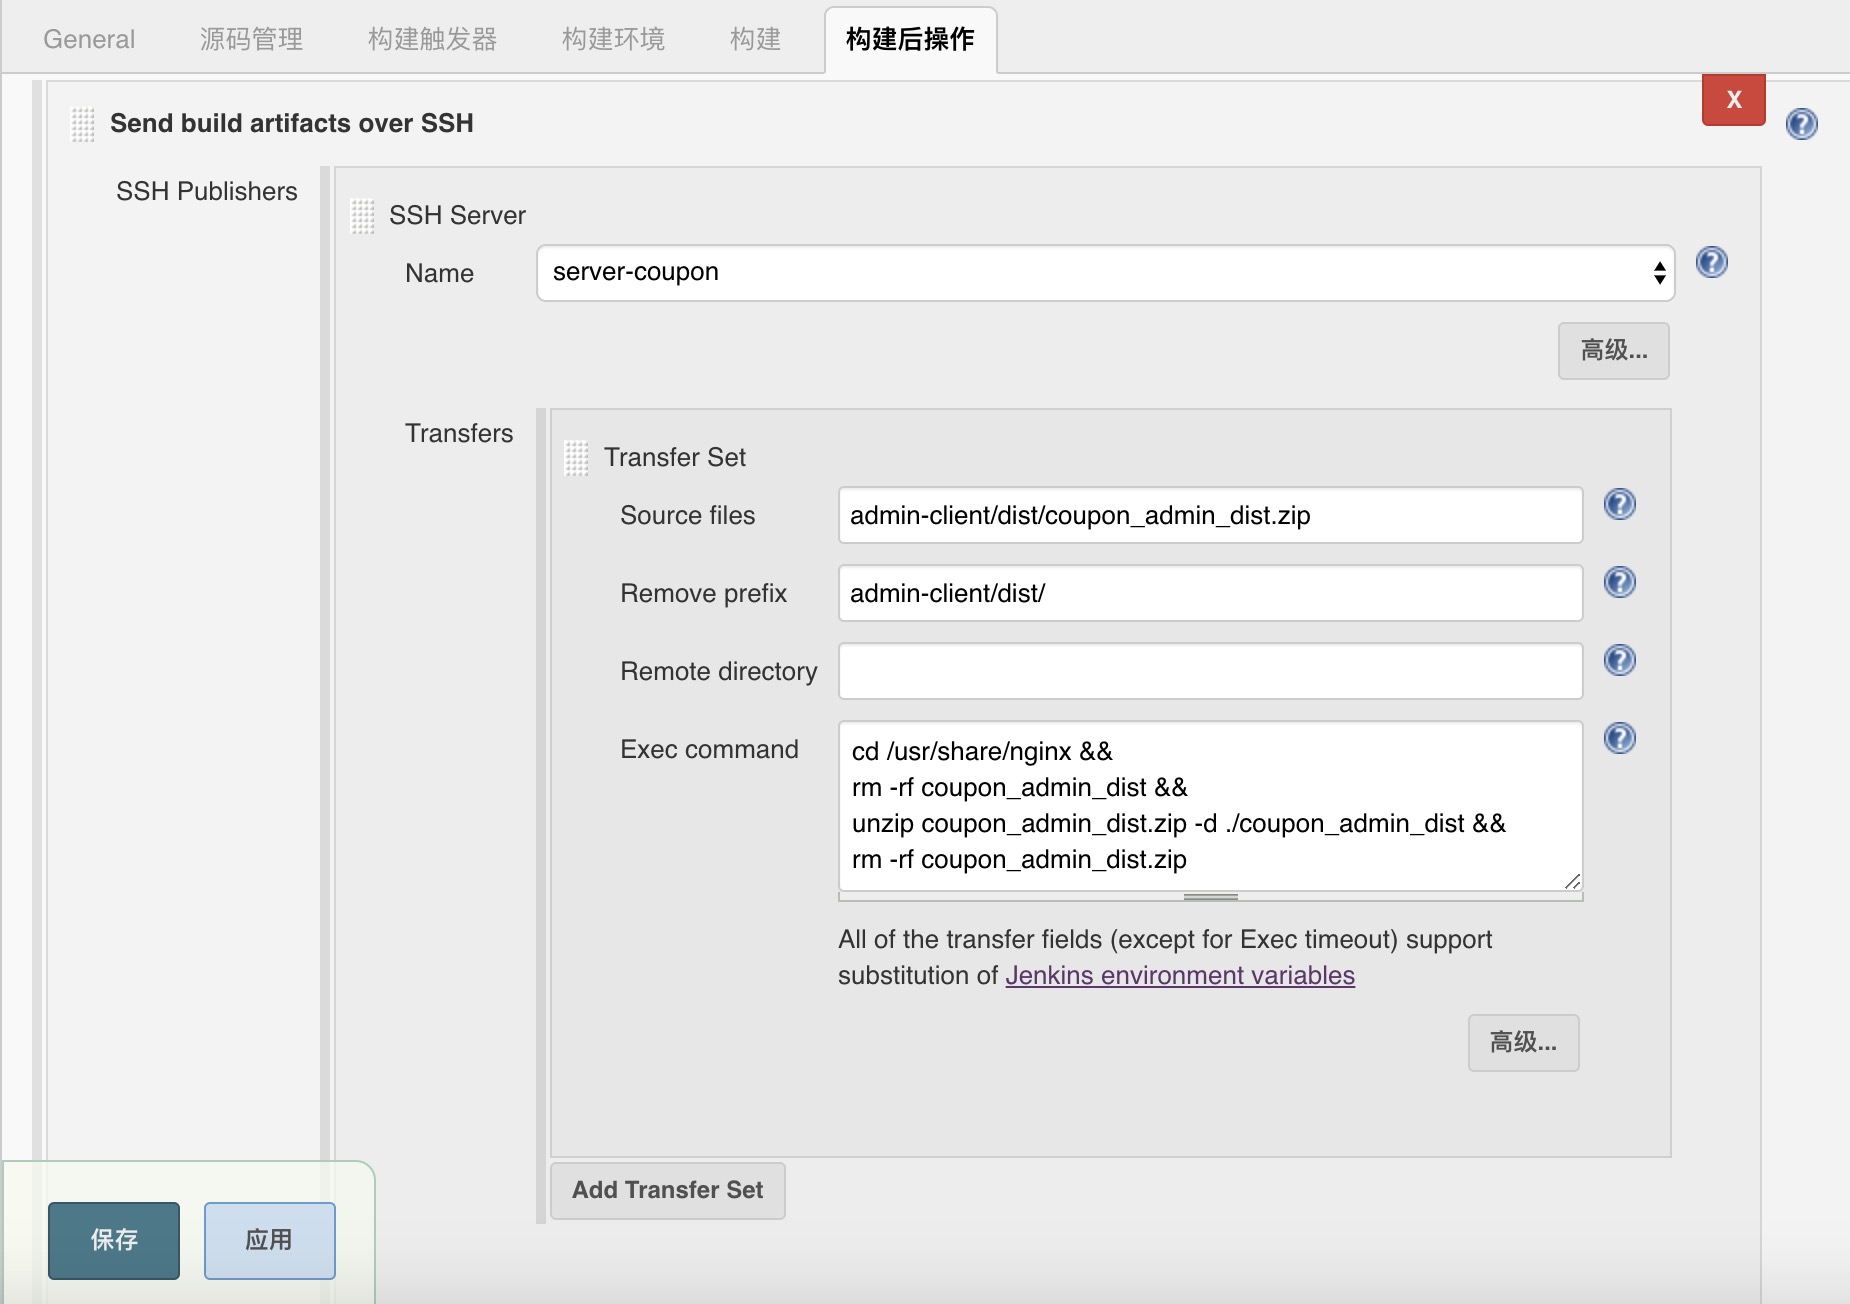 General 源码管理 构建触发器 构建环境 构建 构建后操作
X
Send build artifacts over SSH
SSH Publishers
SSH Server
Name server-coupon
高级...
Transfers
Transfer Set
Source files admin-client/dist/coupon_admin_dist.zip
Remove prefix admin-client/dist/
Remote directory
Exec command cd /usr/share/nginx &&
rm -rf coupon_admin_dist &&
unzip coupon_admin_dist.zip -d ./coupon_admin_dist &&
rm -rf coupon_admin_dist.zip
All of the transfer fields (except for Exec timeout) support
substitution of Jenkins environment variables
高级...
Add Transfer Set
保存 应用